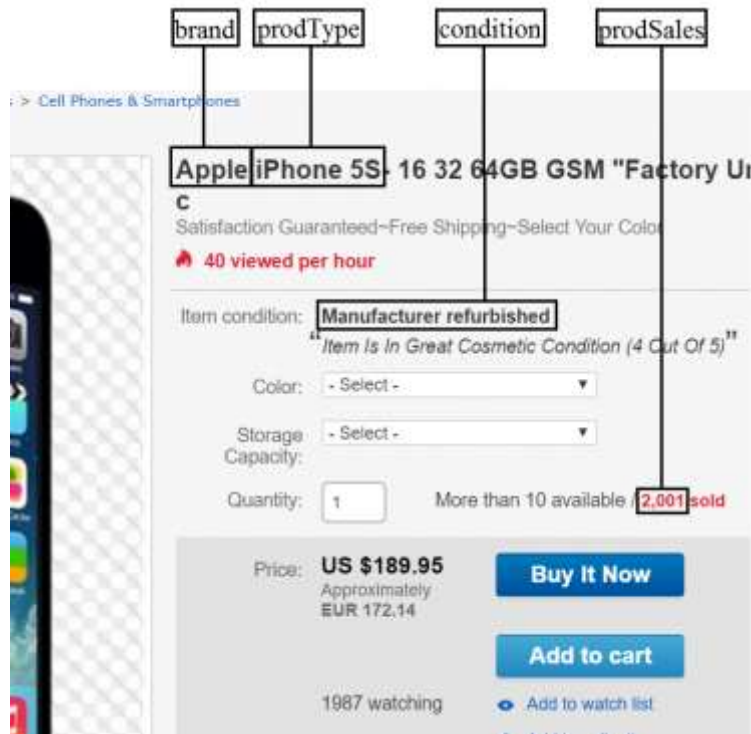 brand prodType condition prodSales
> Cell Phones & Smartphones
Apple iPhone 5S- 16 32 64GB GSM "Factory Un
c
Satisfaction Guaranteed~Free Shipping~Select Your Color
40 viewed per hour
Item condition: Manufacturer refurbished
“Item Is In Great Cosmetic Condition (4 Out Of 5)”
Color: - Select -
Storage Capacity: - Select -
Quantity: 1 More than 10 available / 2,001 sold
Price: US $189.95
Approximately
EUR 172.14
Buy It Now
Add to cart
1987 watching Add to watch list